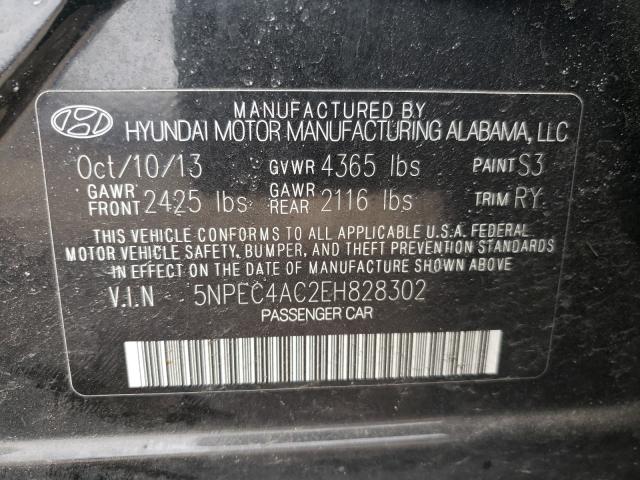 MANUFACTURED BY
HYUNDAI MOTOR MANUFACTURING ALABAMA, LLC
Oct/10/13 GVWR 4365 lbs PAINT S3
GAWR FRONT 2425 lbs GAWR REAR 2116 lbs TRIM RY
THIS VEHICLE CONFORMS TO ALL APPLICABLE U.S.A. FEDERAL
MOTOR VEHICLE SAFETY, BUMPER, AND THEFT PREVENTION STANDARDS
IN EFFECT ON THE DATE OF MANUFACTURE SHOWN ABOVE
V.I.N 5NPEC4AC2EH828302
PASSENGER CAR